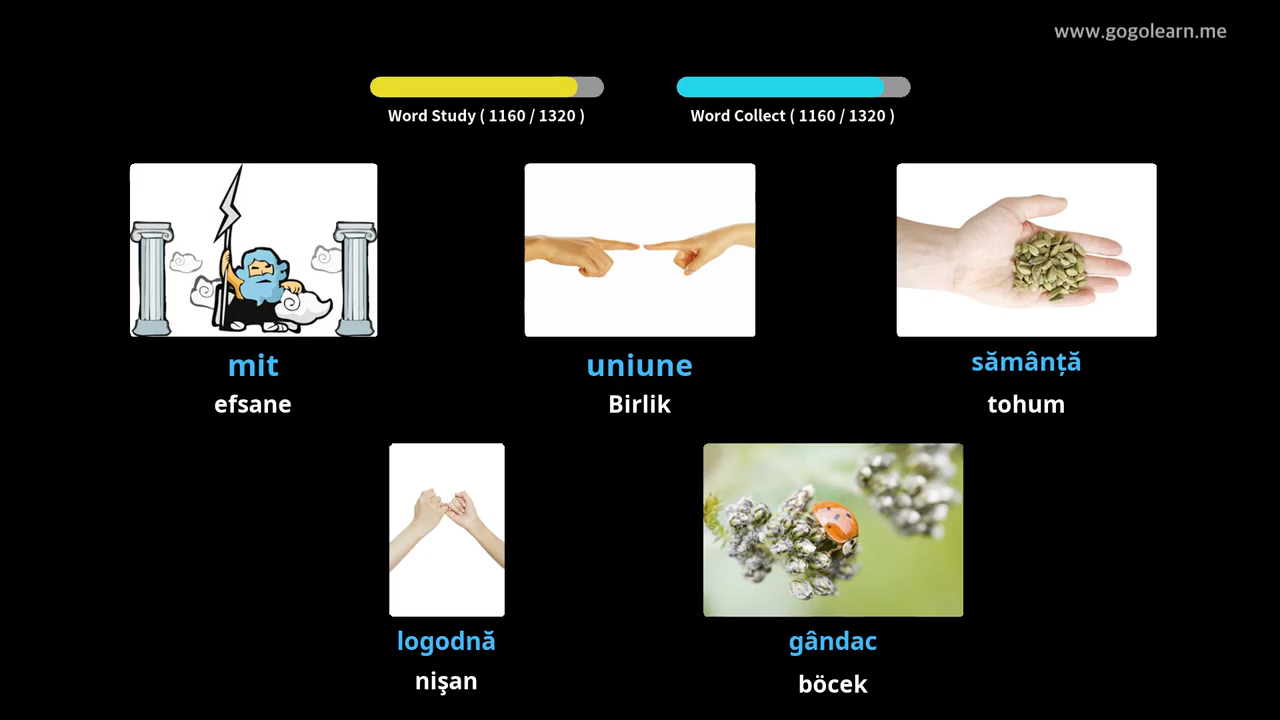 www.gogolearn.me
Word Study ( 1160 / 1320 )
Word Collect ( 1160 / 1320 )
mit
efsane
uniune
Birlik
sămânță
tohum
logodnă
nişan
gândac
böcek